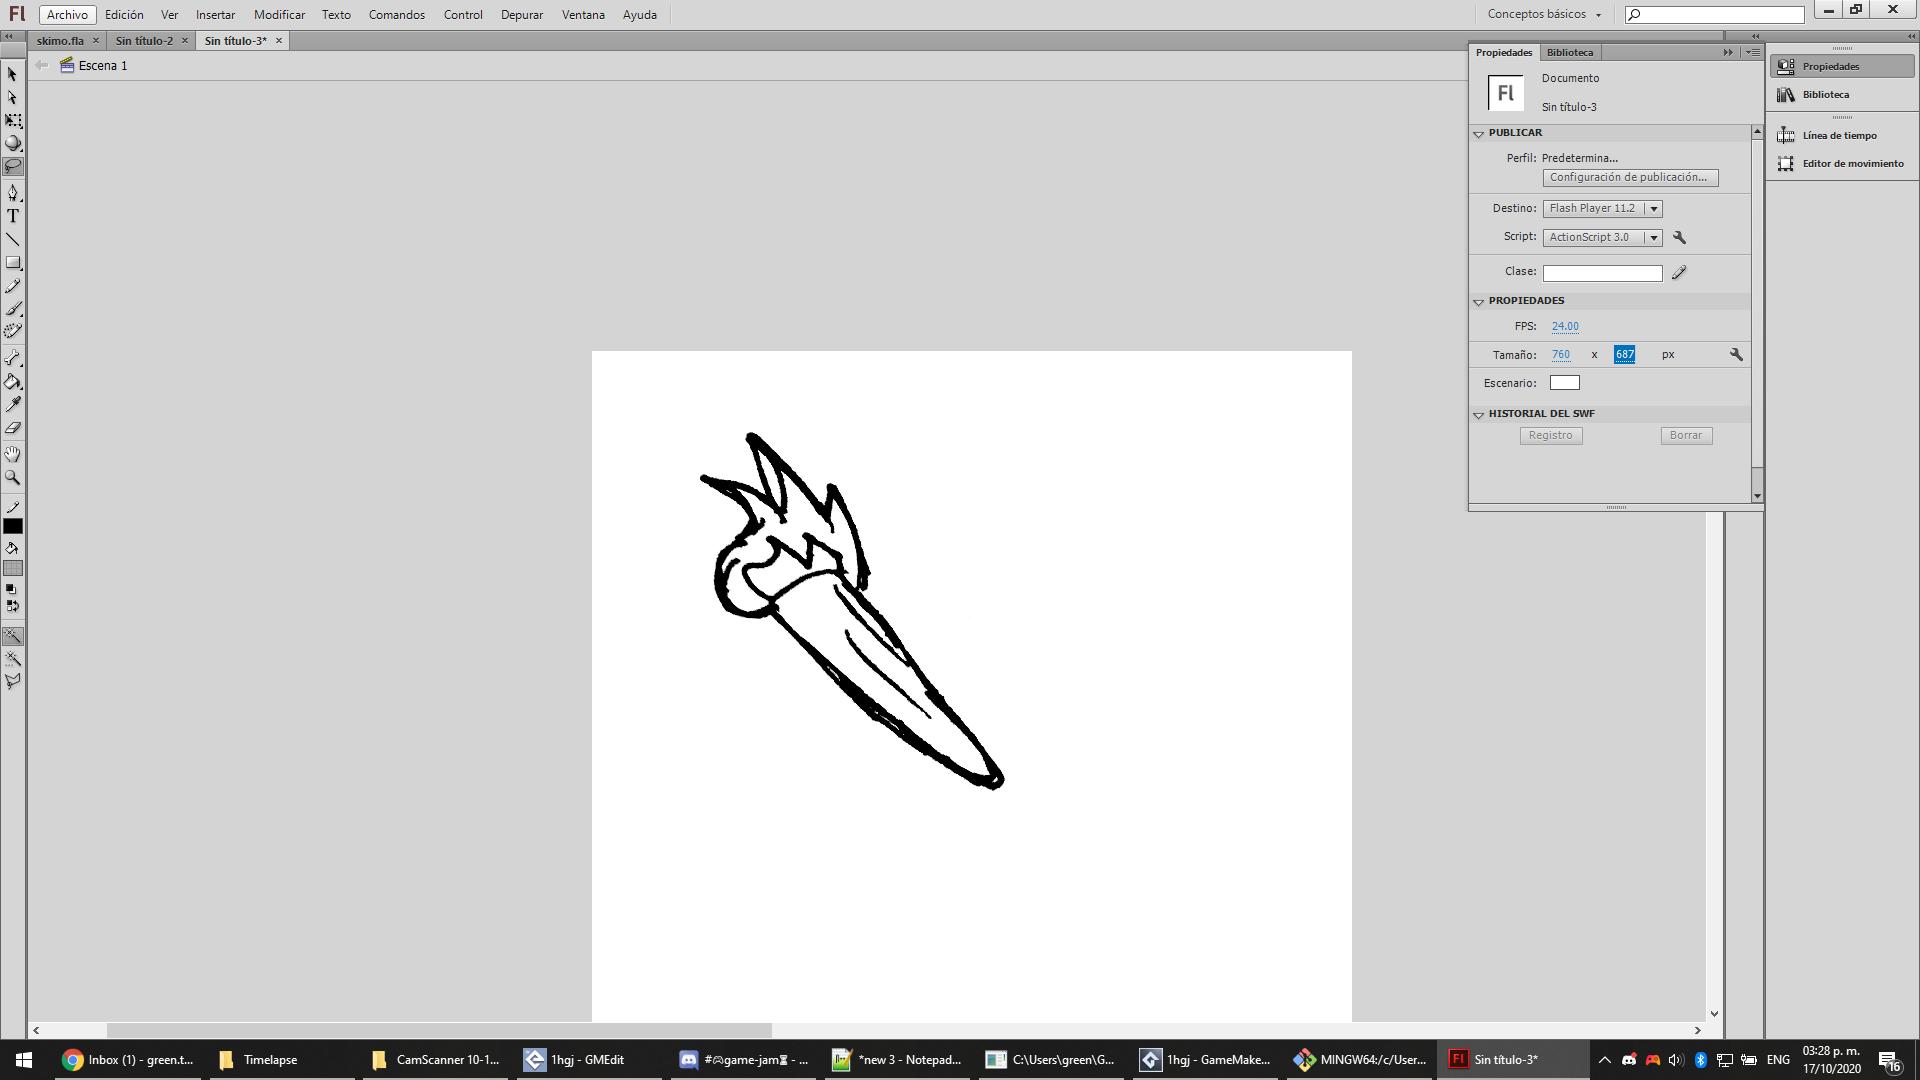 Fl Archivo Edición Ver Insertar Modificar Texto Comandos Control Depurar Ventana Ayuda Conceptos básicos
skimo.fla Sin título-2 Sin título-3*
Escena 1
Propiedades Biblioteca
Fl
Documento
Sin título-3
PUBLICAR
Perfil: Predetermina...
Configuración de publicación...
Destino: Flash Player 11.2
Script: ActionScript 3.0
Clase:
PROPIEDADES
FPS: 24.00
Tamaño: 760 x 687 px
Escenario:
HISTORIAL DEL SWF
Registro Borrar
Propiedades
Biblioteca
Línea de tiempo
Editor de movimiento
T
Inbox (1) - green.t... Timelapse CamScanner 10-1... 1hgj - GMEdit #🎮game-jam⏳ - ... *new 3 - Notepad... C:\Users\green\G... 1hgj - GameMake... MINGW64:/c/User... Fl Sin título-3* ENG 03:28 p. m.
17/10/2020 16